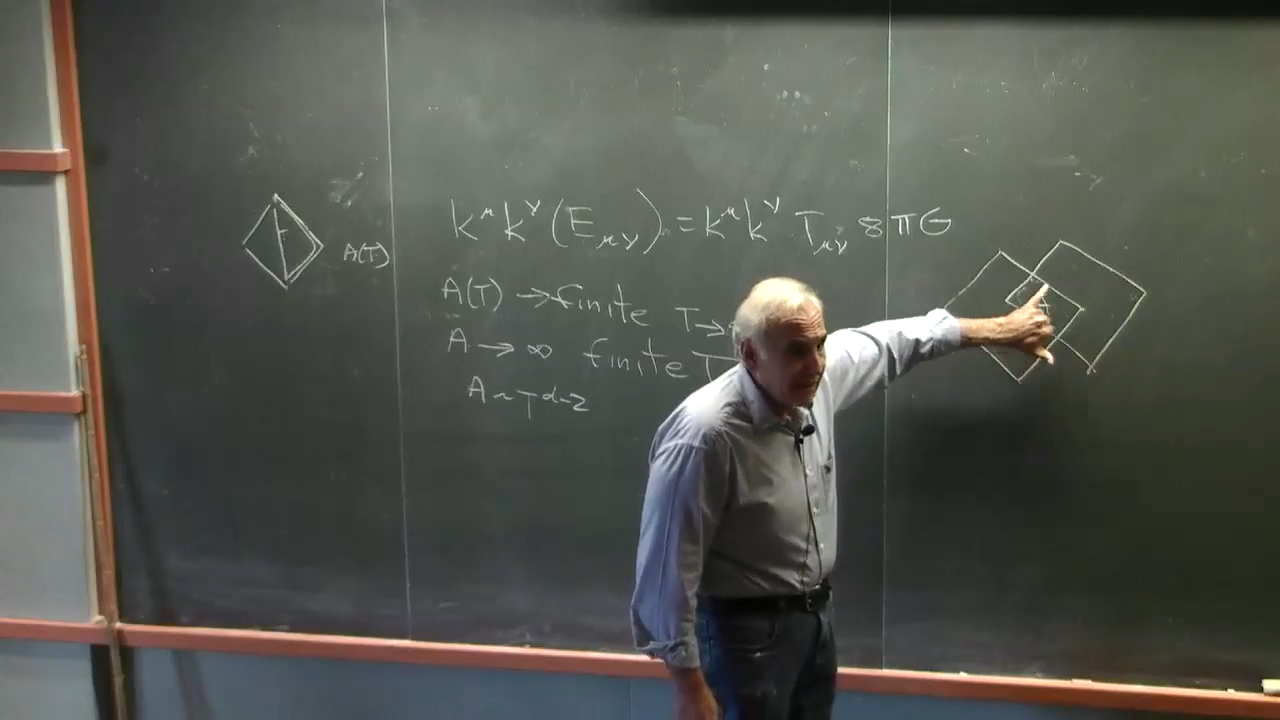 k^μ k^ν (E_μν) = k^μ k^ν T_μν 8πG
A(T)
A(T) → finite T →
A → ∞ finite T
A ~ T^d-2